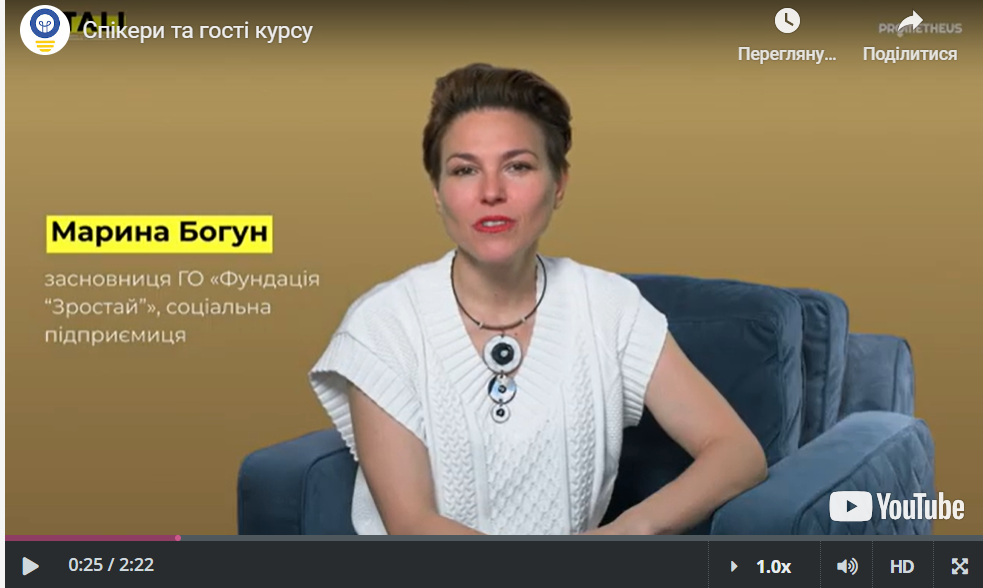 Спікери та гості курсу
Перегляну...
Поділитися
PROMETHEUS
Марина Богун
засновниця ГО «Фундація
“Зростай”», соціальна
підприємиця
YouTube
0:25 / 2:22
1.0x
HD